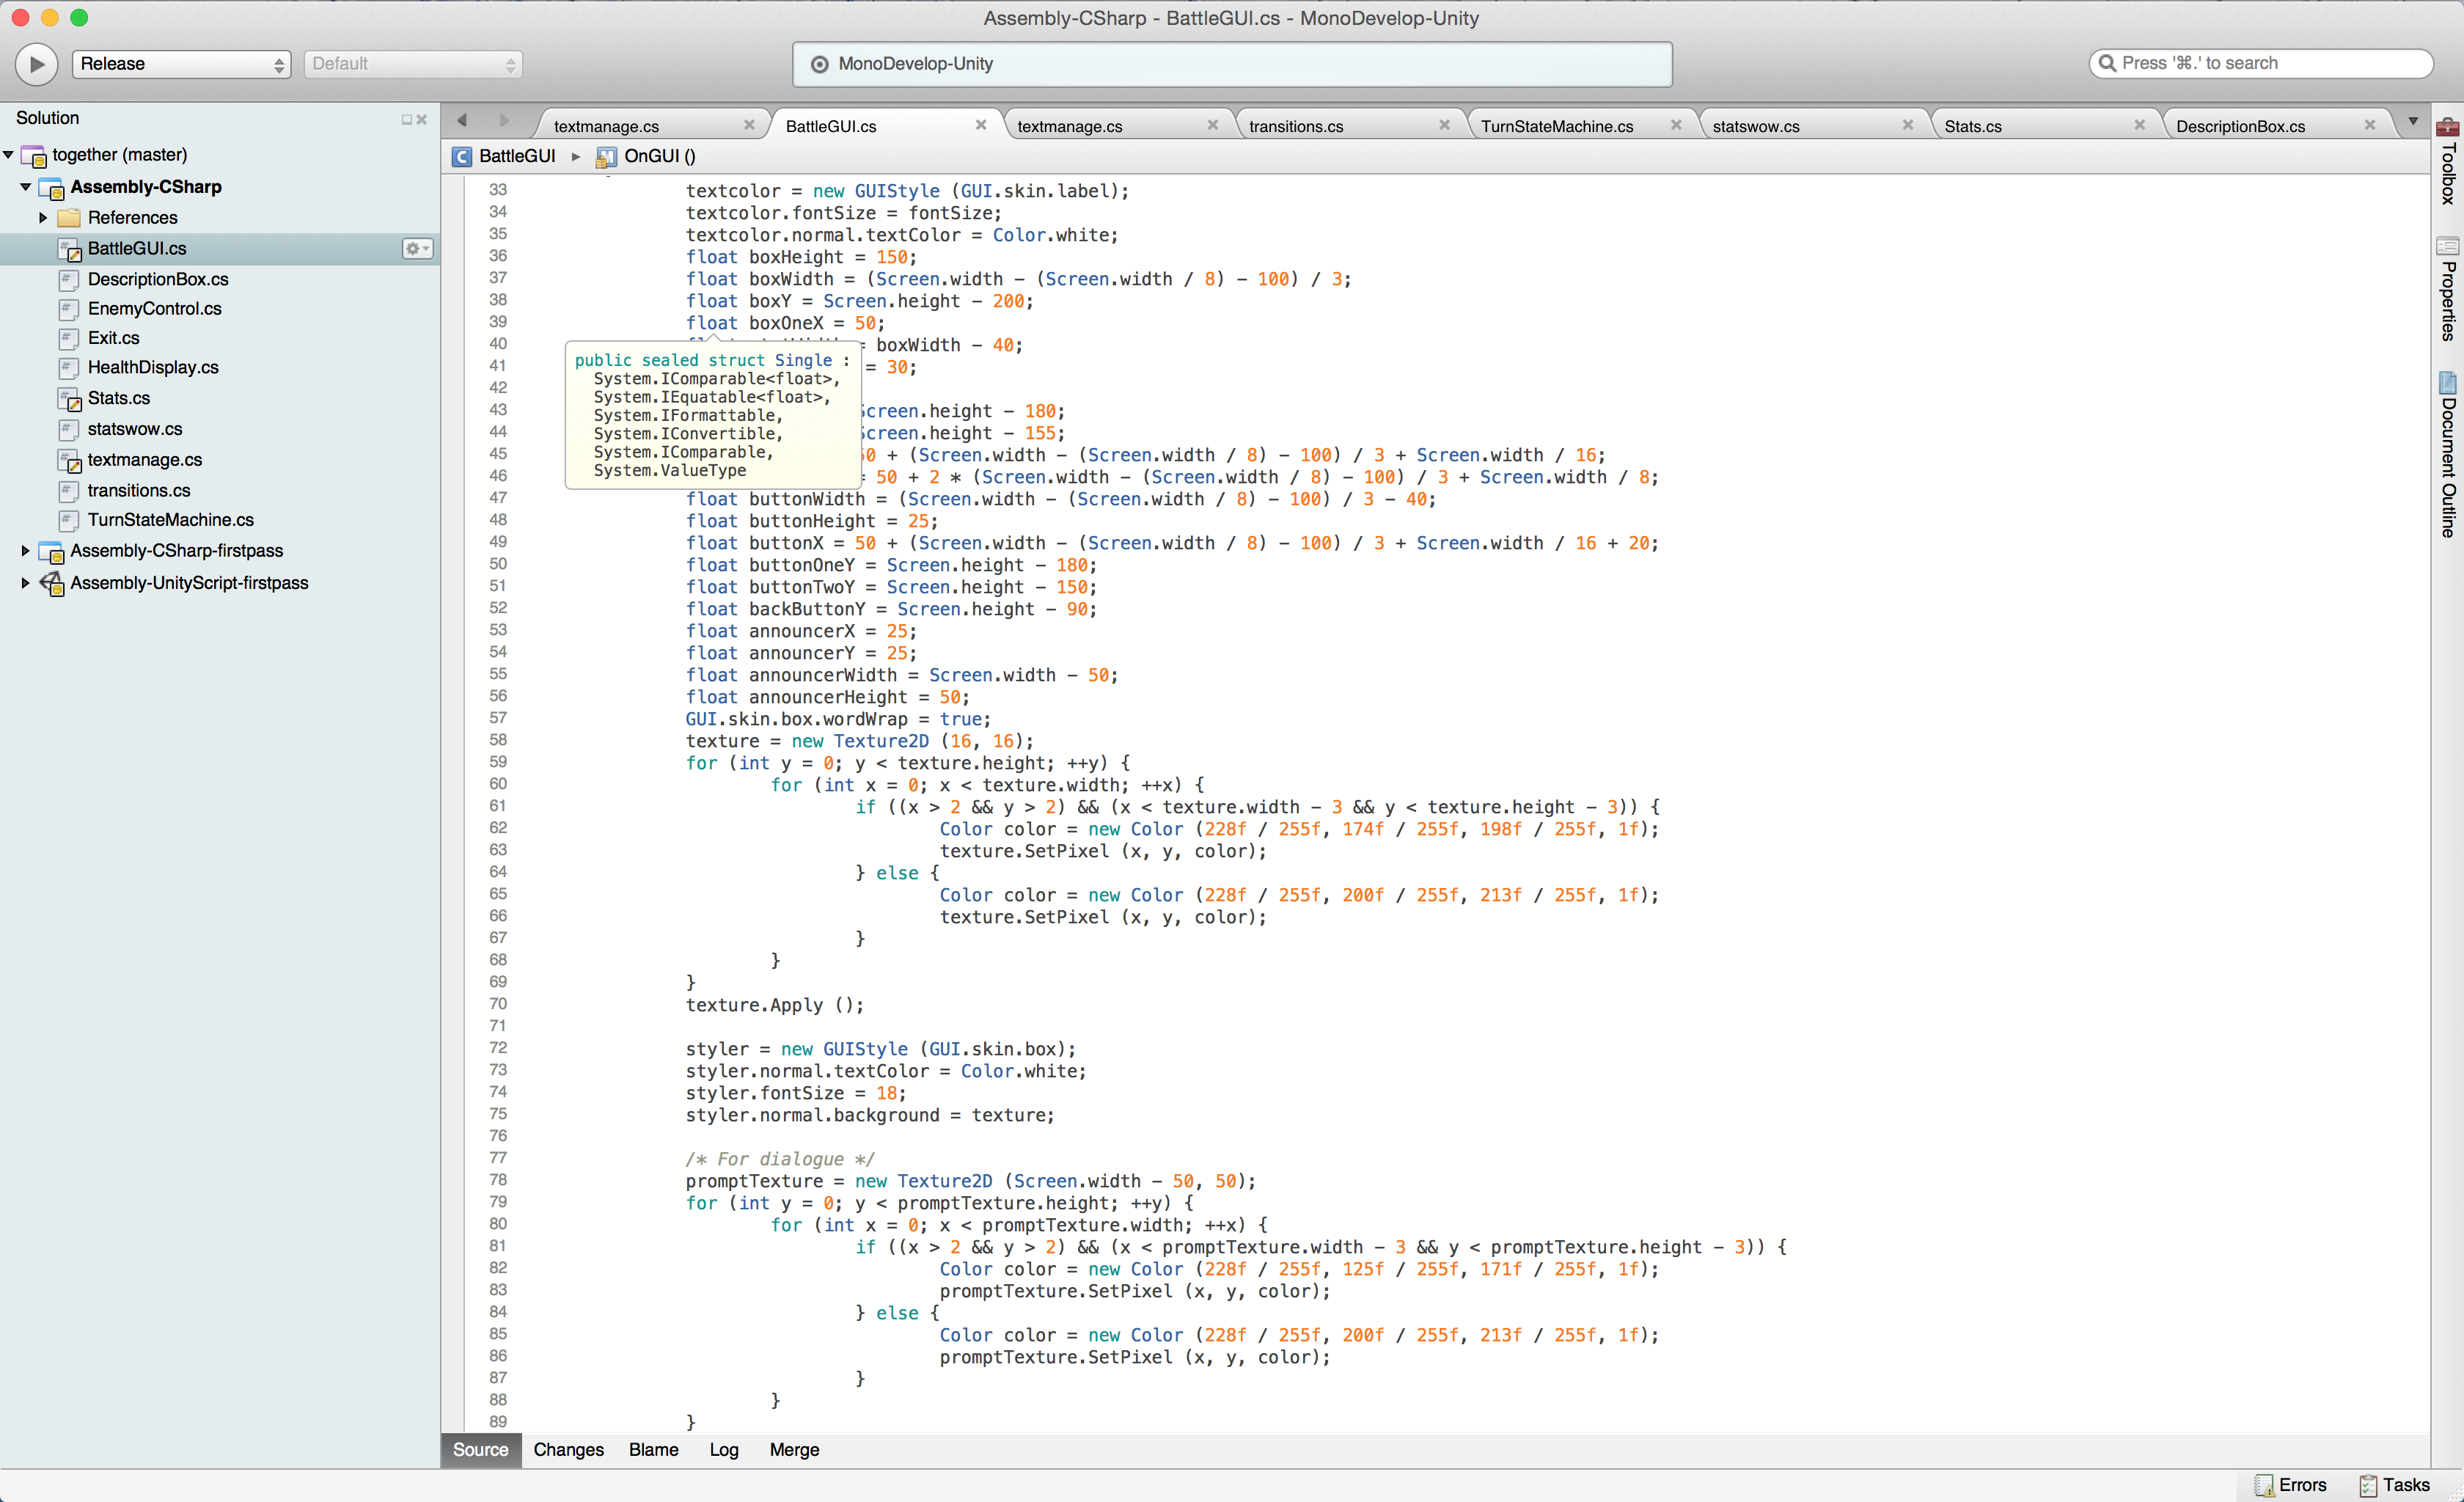 Assembly-CSharp - BattleGUI.cs - MonoDevelop-Unity
Release
Default
MonoDevelop-Unity
Press '⌘.' to search
Solution
together (master)
Assembly-CSharp
References
BattleGUI.cs
DescriptionBox.cs
EnemyControl.cs
Exit.cs
HealthDisplay.cs
Stats.cs
statswow.cs
textmanage.cs
transitions.cs
TurnStateMachine.cs
Assembly-CSharp-firstpass
Assembly-UnityScript-firstpass
textmanage.cs
BattleGUI.cs
textmanage.cs
transitions.cs
TurnStateMachine.cs
statswow.cs
Stats.cs
DescriptionBox.cs
C BattleGUI ▸ M OnGUI ()
33 textcolor = new GUIStyle (GUI.skin.label);
34 textcolor.fontSize = fontSize;
35 textcolor.normal.textColor = Color.white;
36 float boxHeight = 150;
37 float boxWidth = (Screen.width - (Screen.width / 8) - 100) / 3;
38 float boxY = Screen.height - 200;
39 float boxOneX = 50;
40 boxWidth - 40;
41 = 30;
42
43 Screen.height - 180;
44 Screen.height - 155;
45 50 + (Screen.width - (Screen.width / 8) - 100) / 3 + Screen.width / 16;
46 = 50 + 2 * (Screen.width - (Screen.width / 8) - 100) / 3 + Screen.width / 8;
public sealed struct Single :
System.IComparable<float>,
System.IEquatable<float>,
System.IFormattable,
System.IConvertible,
System.IComparable,
System.ValueType
47 float buttonWidth = (Screen.width - (Screen.width / 8) - 100) / 3 - 40;
48 float buttonHeight = 25;
49 float buttonX = 50 + (Screen.width - (Screen.width / 8) - 100) / 3 + Screen.width / 16 + 20;
50 float buttonOneY = Screen.height - 180;
51 float buttonTwoY = Screen.height - 150;
52 float backButtonY = Screen.height - 90;
53 float announcerX = 25;
54 float announcerY = 25;
55 float announcerWidth = Screen.width - 50;
56 float announcerHeight = 50;
57 GUI.skin.box.wordWrap = true;
58 texture = new Texture2D (16, 16);
59 for (int y = 0; y < texture.height; ++y) {
60 for (int x = 0; x < texture.width; ++x) {
61 if ((x > 2 && y > 2) && (x < texture.width - 3 && y < texture.height - 3)) {
62 Color color = new Color (228f / 255f, 174f / 255f, 198f / 255f, 1f);
63 texture.SetPixel (x, y, color);
64 } else {
65 Color color = new Color (228f / 255f, 200f / 255f, 213f / 255f, 1f);
66 texture.SetPixel (x, y, color);
67 }
68 }
69 }
70 texture.Apply ();
71
72 styler = new GUIStyle (GUI.skin.box);
73 styler.normal.textColor = Color.white;
74 styler.fontSize = 18;
75 styler.normal.background = texture;
76
77 /* For dialogue */
78 promptTexture = new Texture2D (Screen.width - 50, 50);
79 for (int y = 0; y < promptTexture.height; ++y) {
80 for (int x = 0; x < promptTexture.width; ++x) {
81 if ((x > 2 && y > 2) && (x < promptTexture.width - 3 && y < promptTexture.height - 3)) {
82 Color color = new Color (228f / 255f, 125f / 255f, 171f / 255f, 1f);
83 promptTexture.SetPixel (x, y, color);
84 } else {
85 Color color = new Color (228f / 255f, 200f / 255f, 213f / 255f, 1f);
86 promptTexture.SetPixel (x, y, color);
87 }
88 }
89 }
Source Changes Blame Log Merge
Toolbox
Properties
Document Outline
Errors Tasks